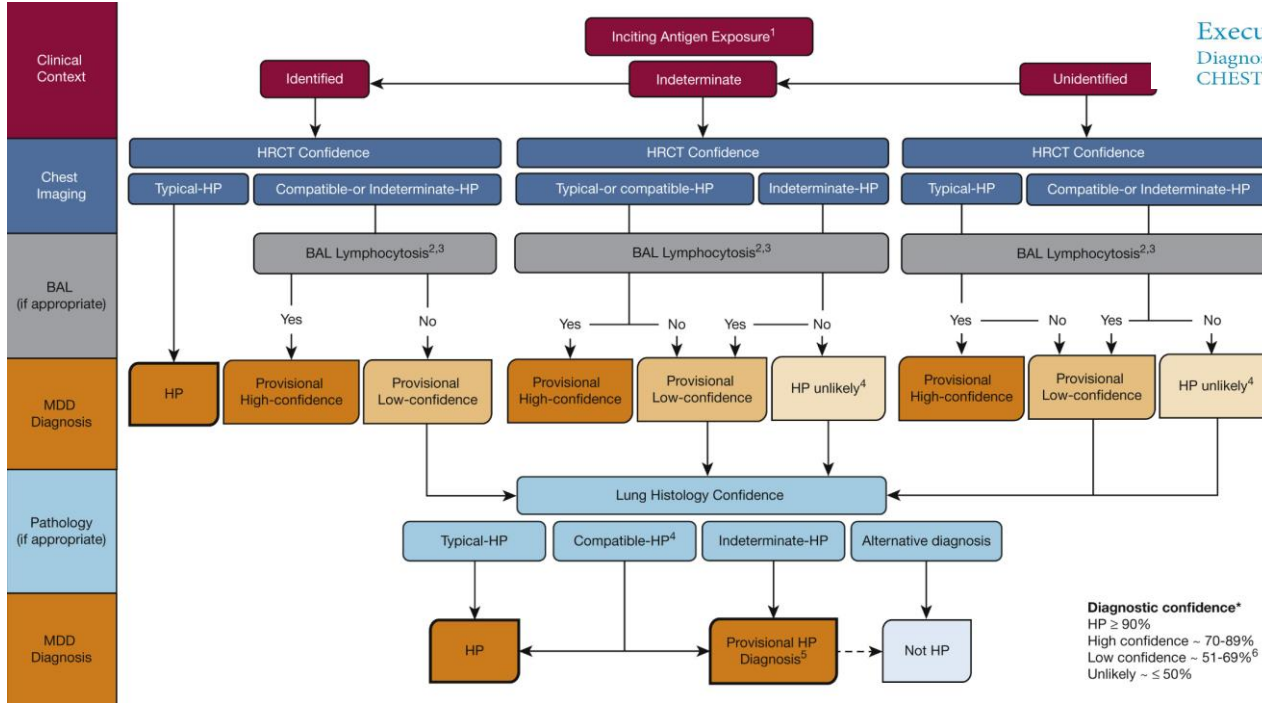 Clinical
Context
Inciting Antigen Exposure1
Execu
Diagnos
CHEST
Identified
Indeterminate
Unidentified
Chest
Imaging
HRCT Confidence
HRCT Confidence
HRCT Confidence
Typical-HP
Compatible-or Indeterminate-HP
Typical-or compatible-HP
Indeterminate-HP
Typical-HP
Compatible-or Indeterminate-HP
BAL
(if appropriate)
BAL Lymphocytosis2,3
BAL Lymphocytosis2,3
BAL Lymphocytosis2,3
Yes
No
Yes
No
Yes
No
Yes
No
Yes
No
MDD
Diagnosis
HP
Provisional
High-confidence
Provisional
Low-confidence
Provisional
High-confidence
Provisional
Low-confidence
HP unlikely4
Provisional
High-confidence
Provisional
Low-confidence
HP unlikely4
Pathology
(if appropriate)
Lung Histology Confidence
Typical-HP
Compatible-HP4
Indeterminate-HP
Alternative diagnosis
MDD
Diagnosis
HP
Provisional HP
Diagnosis5
Not HP
Diagnostic confidence*
HP ≥ 90%
High confidence ~ 70-89%
Low confidence ~ 51-69%6
Unlikely ~ ≤ 50%